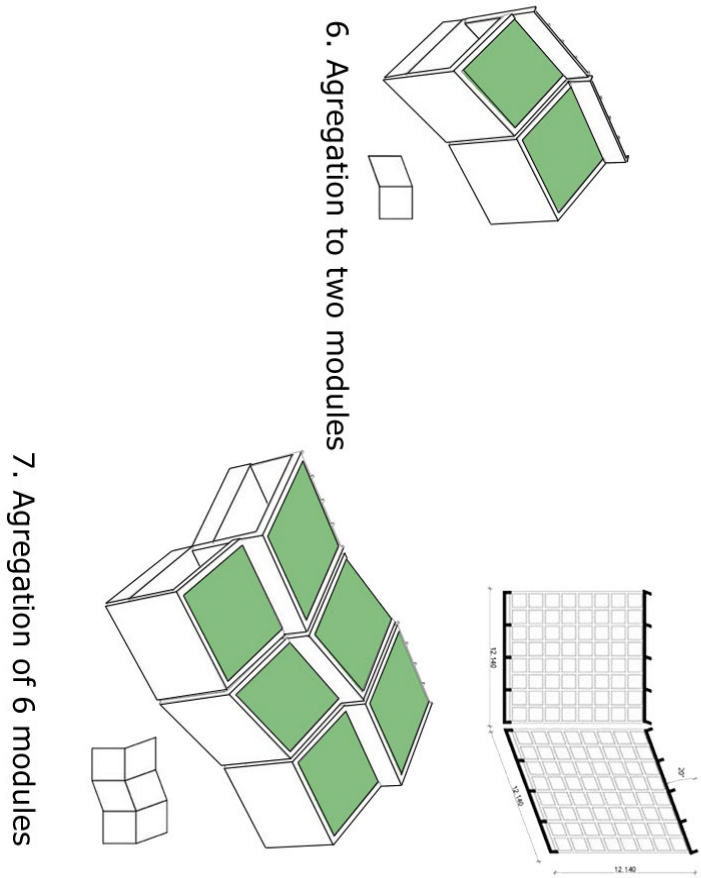 6. Agregation to two modules
7. Agregation of 6 modules
12.140
12.140
20°
12.140